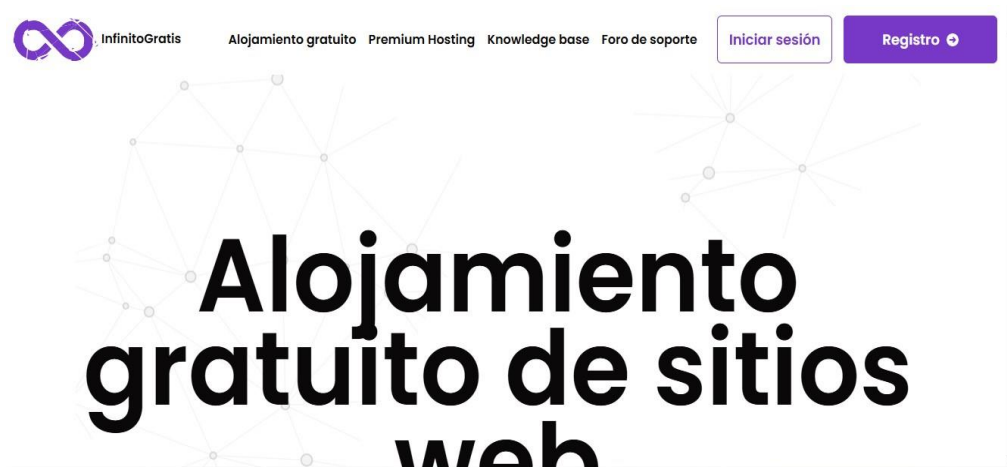 InfinitoGratis
Alojamiento gratuito Premium Hosting Knowledge base Foro de soporte Iniciar sesión Registro
Alojamiento
gratuito de sitios
web